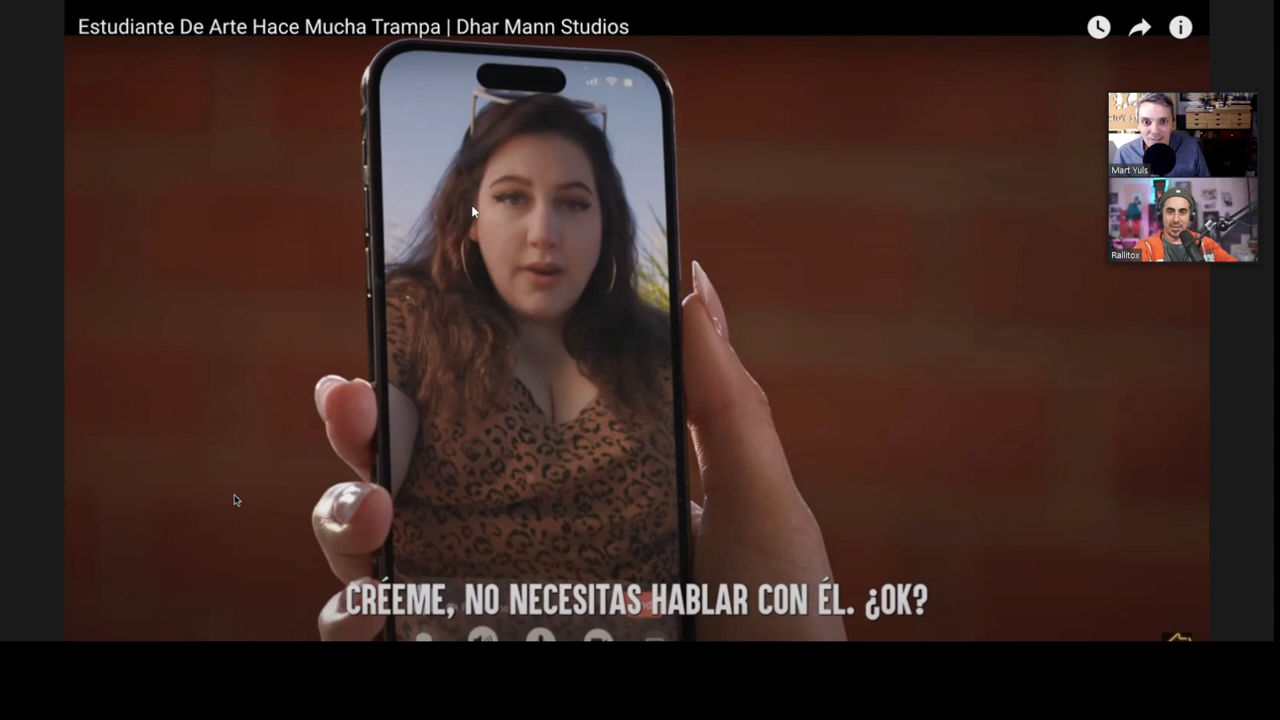 Estudiante De Arte Hace Mucha Trampa | Dhar Mann Studios
Mart Yuls
Rallitox
CRÉEME, NO NECESITAS HABLAR CON ÉL. ¿OK?